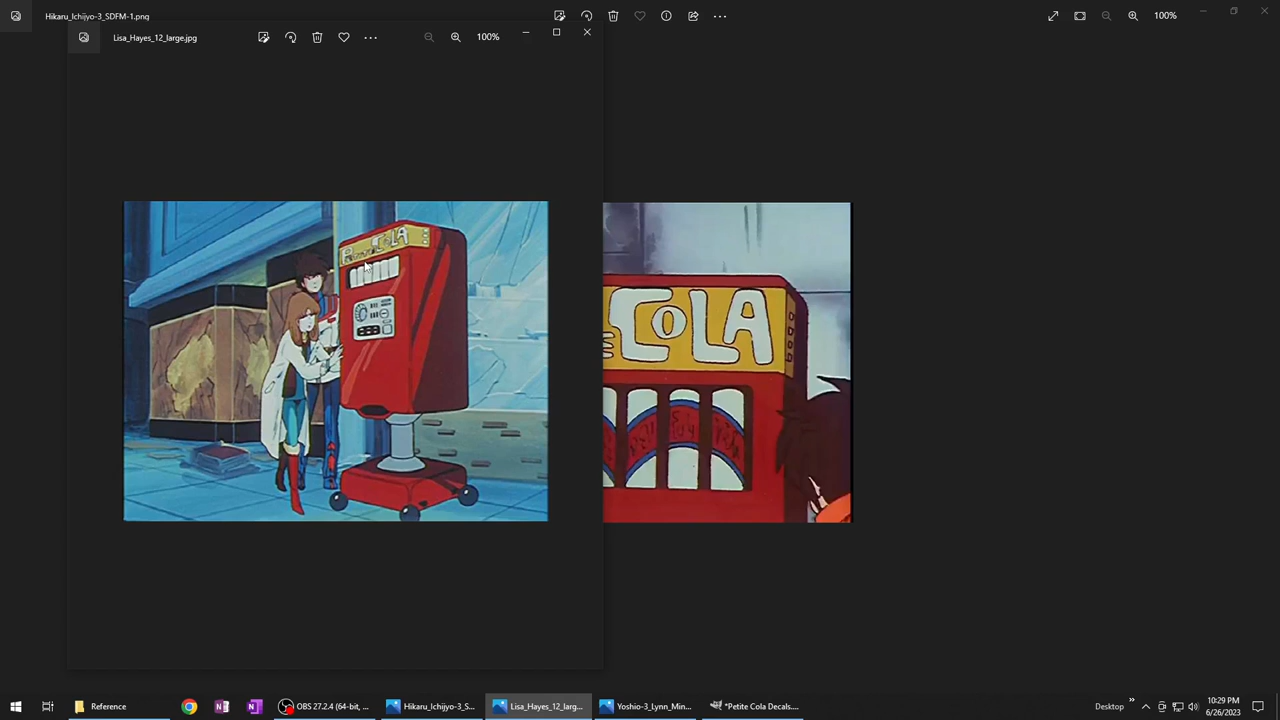 Hikaru_Ichijyo-3_SDFM-1.png
100%
Lisa_Hayes_12_large.jpg
100%
COLA
COLA
Reference
OBS 27.2.4 (64-bit, ...
Hikaru_Ichijyo-3_S...
Lisa_Hayes_12_larg...
Yoshio-3_Lynn_Min...
*Petite Cola Decals....
Desktop
10:29 PM
6/26/2023